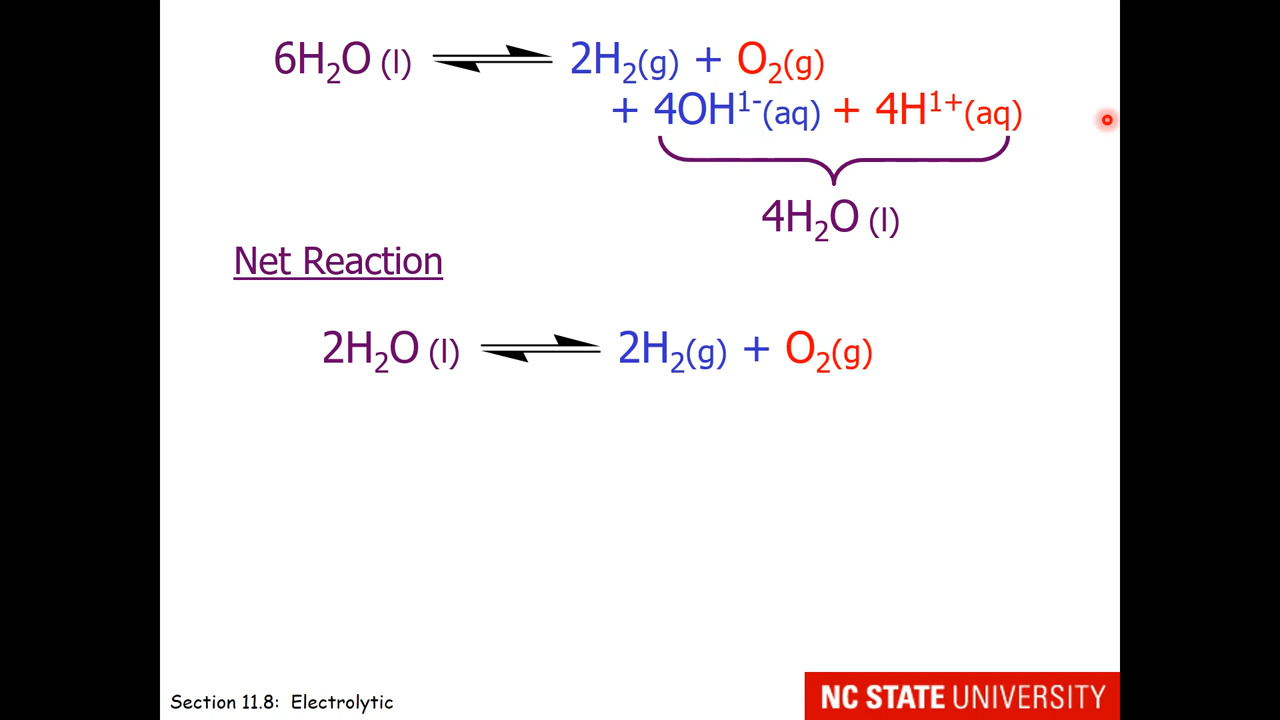 6H₂O (l) ⇌ 2H₂(g) + O₂(g)
+ 4OH¹⁻(aq) + 4H¹⁺(aq)
4H₂O (l)
Net Reaction
2H₂O (l) ⇌ 2H₂(g) + O₂(g)
Section 11.8: Electrolytic
NC STATE UNIVERSITY